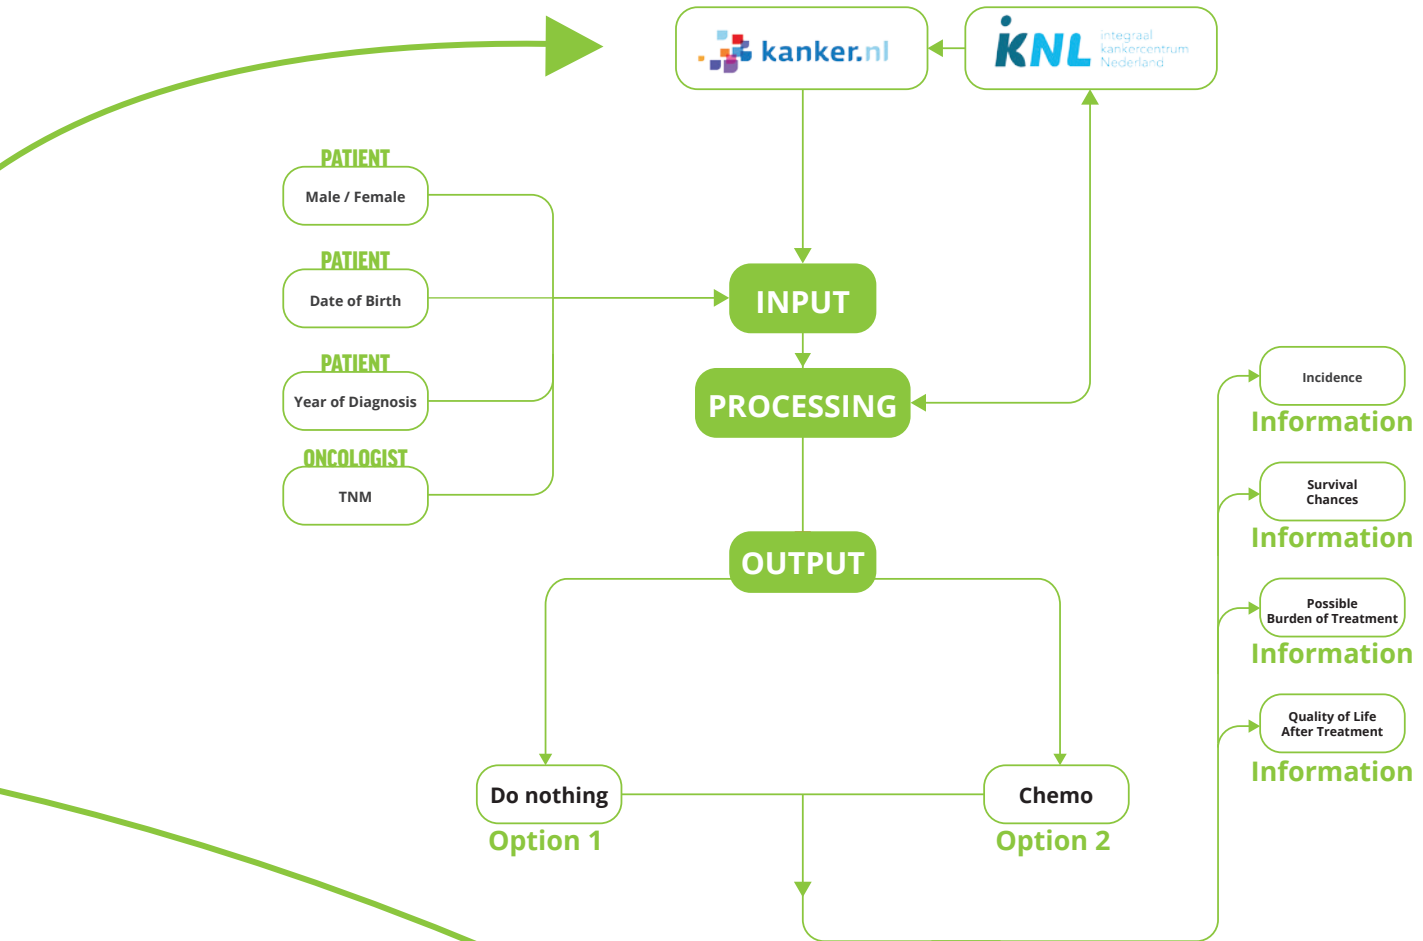 kanker.nl
iKNL
integraal
kankercentrum
Nederland
PATIENT
Male / Female
PATIENT
Date of Birth
PATIENT
Year of Diagnosis
ONCOLOGIST
TNM
INPUT
PROCESSING
OUTPUT
Do nothing
Option 1
Chemo
Option 2
Incidence
Information
Survival
Chances
Information
Possible
Burden of Treatment
Information
Quality of Life
After Treatment
Information